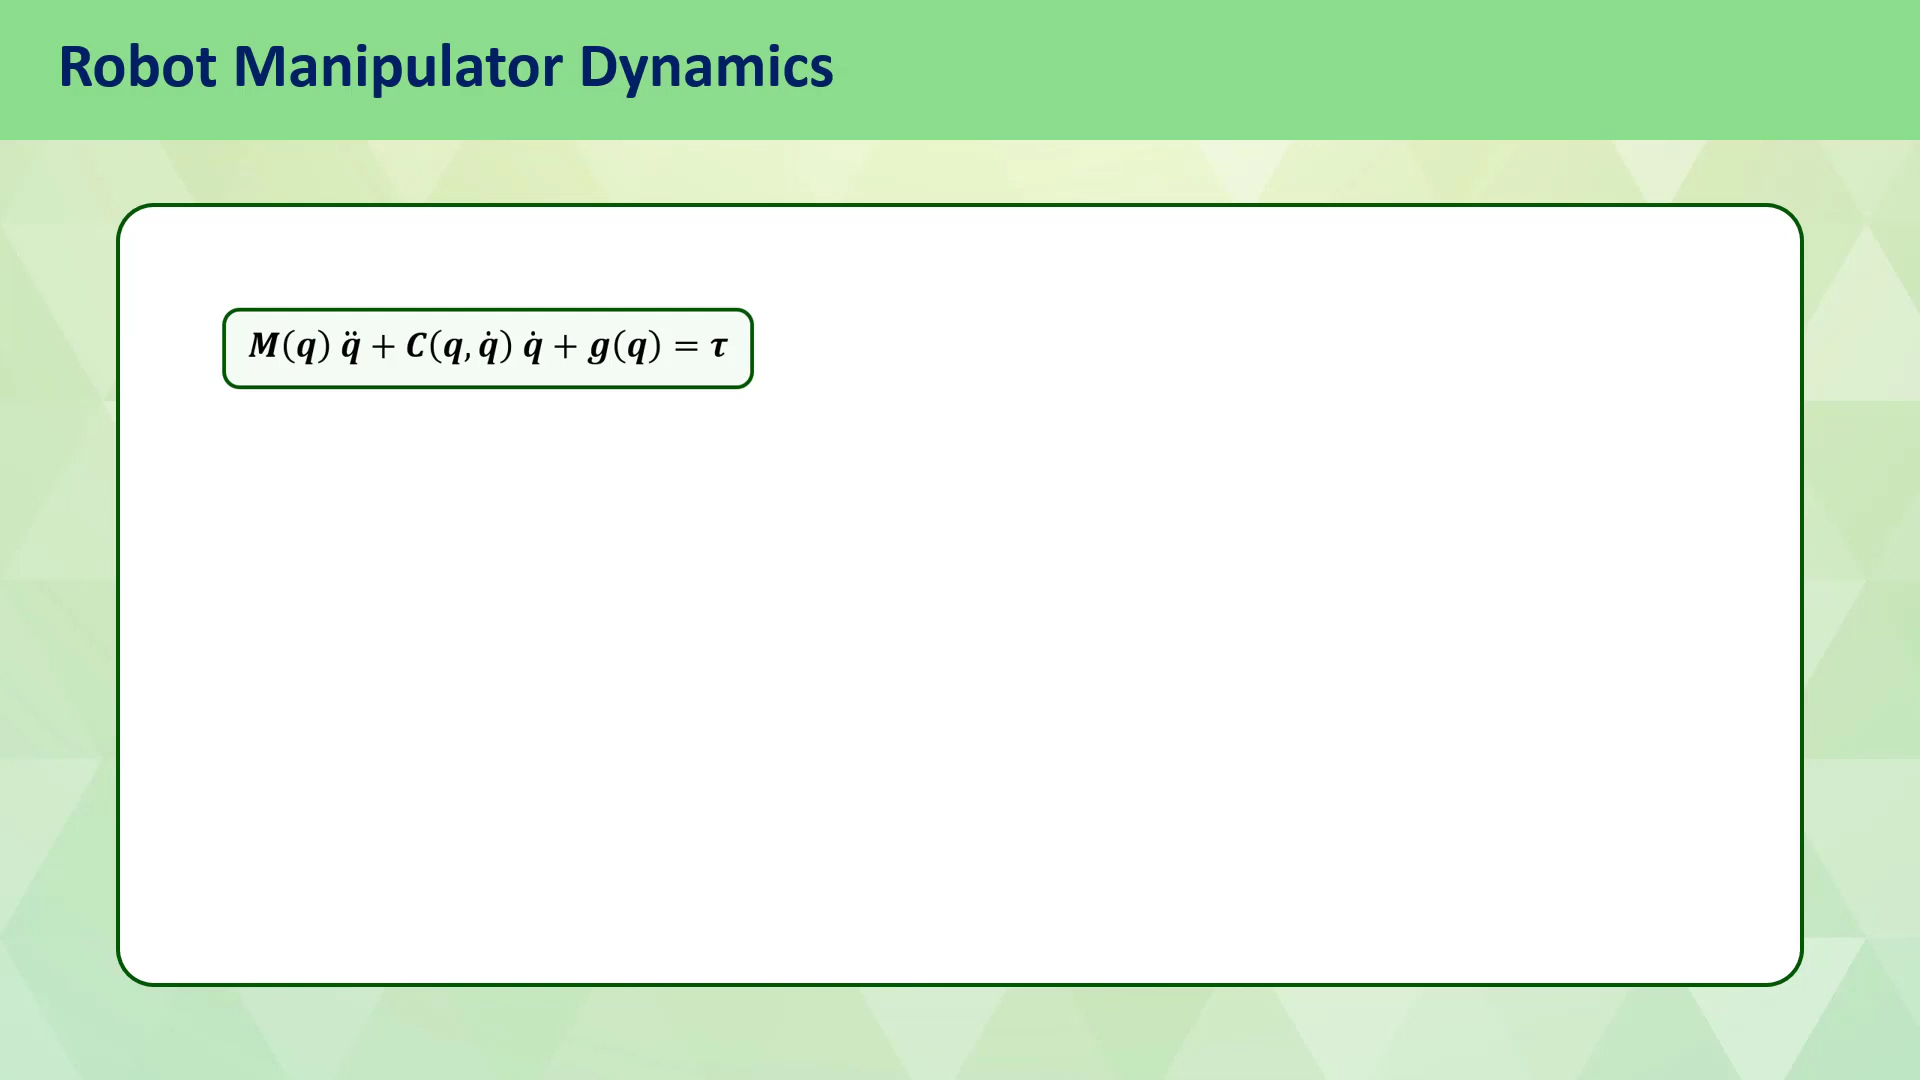 Robot Manipulator Dynamics
𝑴(𝒒) 𝒒̈ + 𝑪(𝒒, 𝒒̇) 𝒒̇ + 𝒈(𝒒) = 𝝉